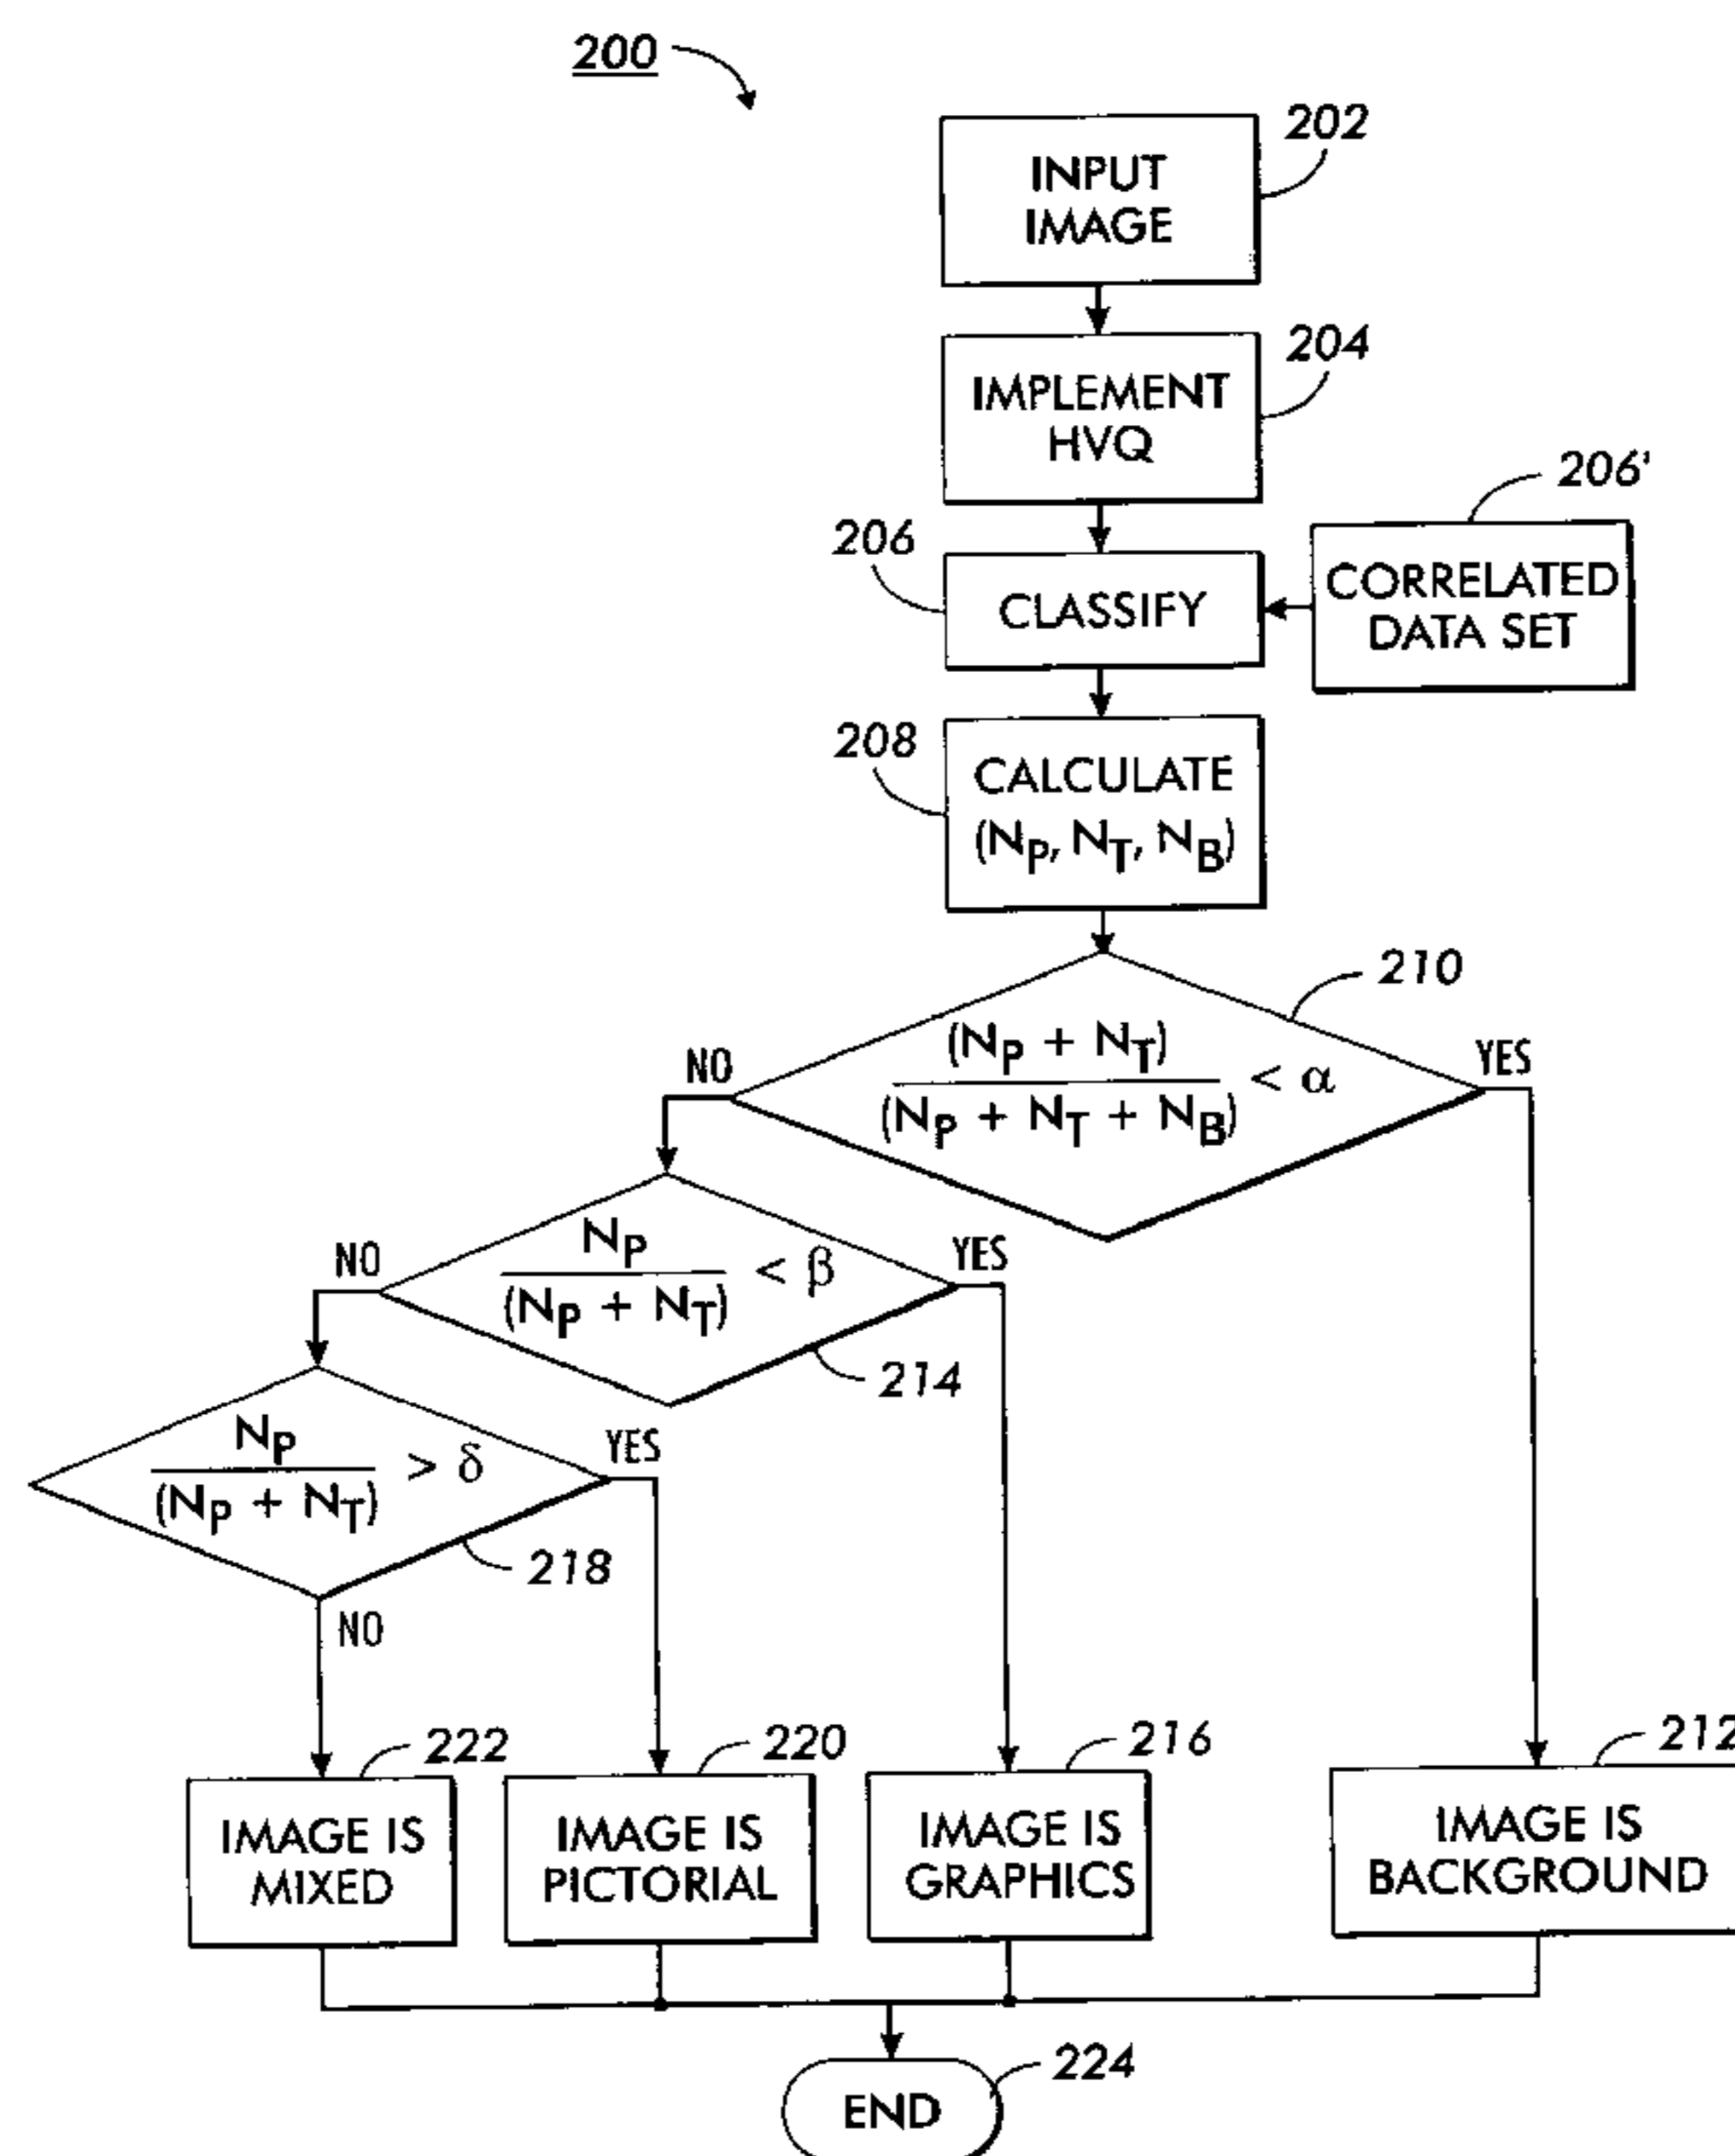 200
202
INPUT
IMAGE
204
IMPLEMENT
HVQ
206'
206
CLASSIFY
CORRELATED
DATA SET
208
CALCULATE
(NP, NT, NB)
210
NO
(NP + NT)
(NP + NT + NB)
< α
YES
NO
NP
(NP + NT)
< β
YES
214
NP
(NP + NT)
> δ
YES
218
NO
222
220
216
212
IMAGE IS
MIXED
IMAGE IS
PICTORIAL
IMAGE IS
GRAPHICS
IMAGE IS
BACKGROUND
224
END